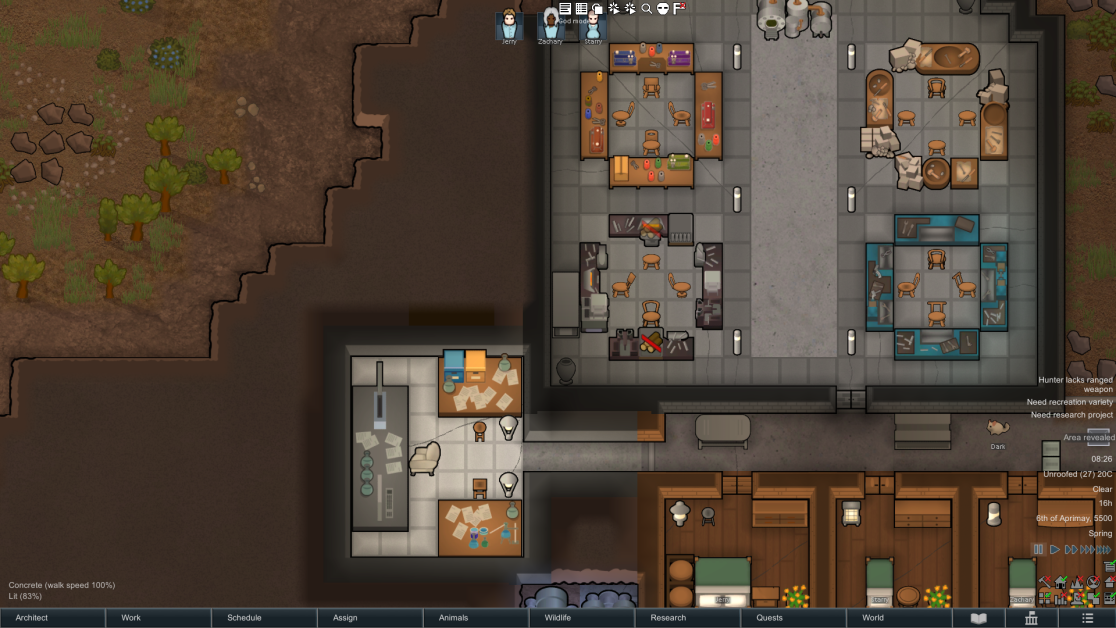 God mode
Jerry
Zachary
Starry
Hunter lacks ranged
weapon
Need recreation variety
Need research project
Area revealed
Dark
08:26
Unroofed (27) 20C
Clear
16h
6th of Aprimay, 5500
Spring
Zachary
Concrete (walk speed 100%)
Lit (83%)
Architect
Work
Schedule
Assign
Animals
Wildlife
Research
Quests
World